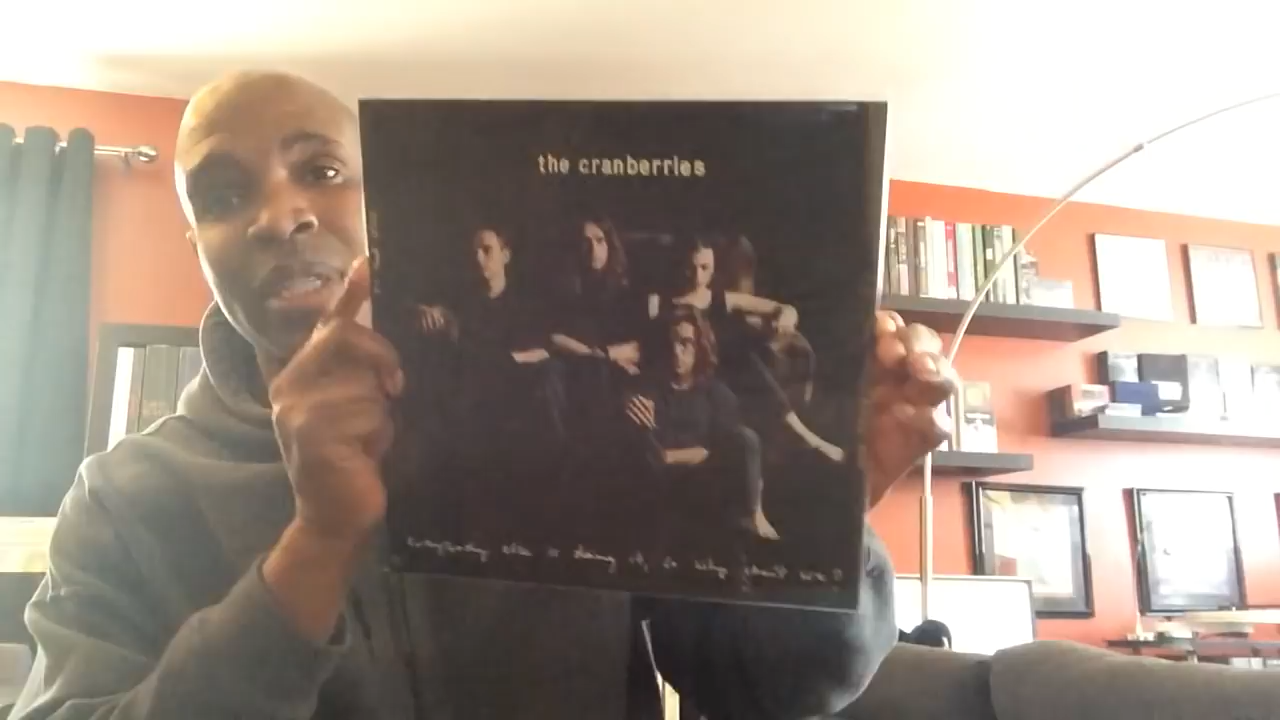 the cranberries
everybody else is doing it, so why can't we?